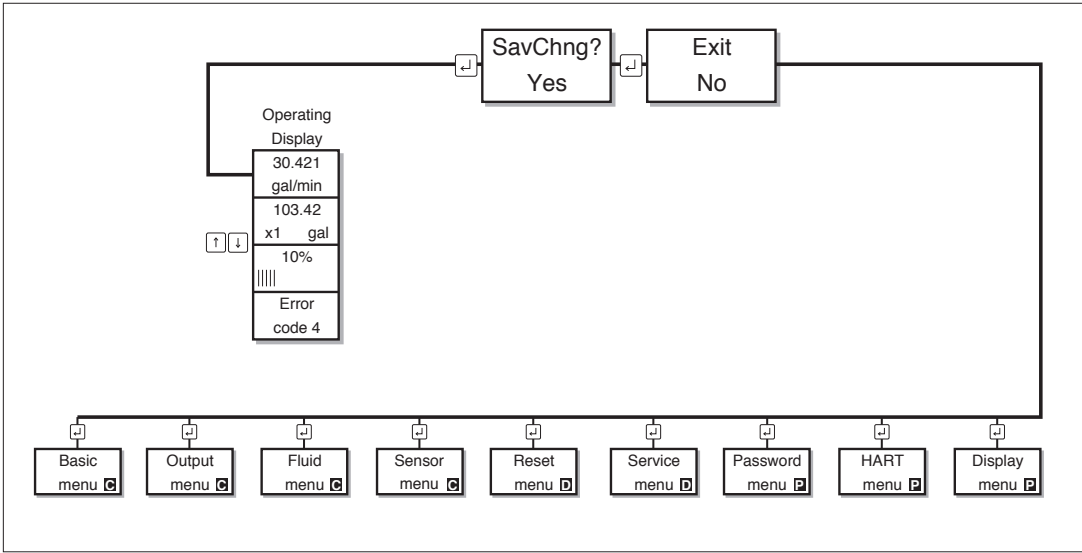 SavChng?
Yes
Exit
No
Operating
Display
30.421
gal/min
103.42
x1 gal
10%
Error
code 4
↵
↵
↑ ↓
↵ ↵ ↵ ↵ ↵ ↵ ↵ ↵ ↵
Basic
menu C
Output
menu C
Fluid
menu C
Sensor
menu C
Reset
menu D
Service
menu D
Password
menu P
HART
menu P
Display
menu P